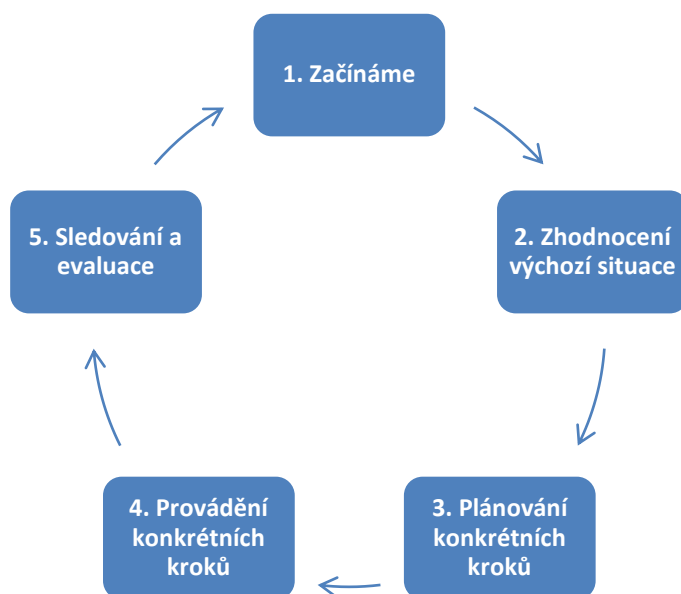 1. Začínáme
2. Zhodnocení
výchozí situace
3. Plánování
konkrétních
kroků
4. Provádění
konkrétních
kroků
5. Sledování a
evaluace